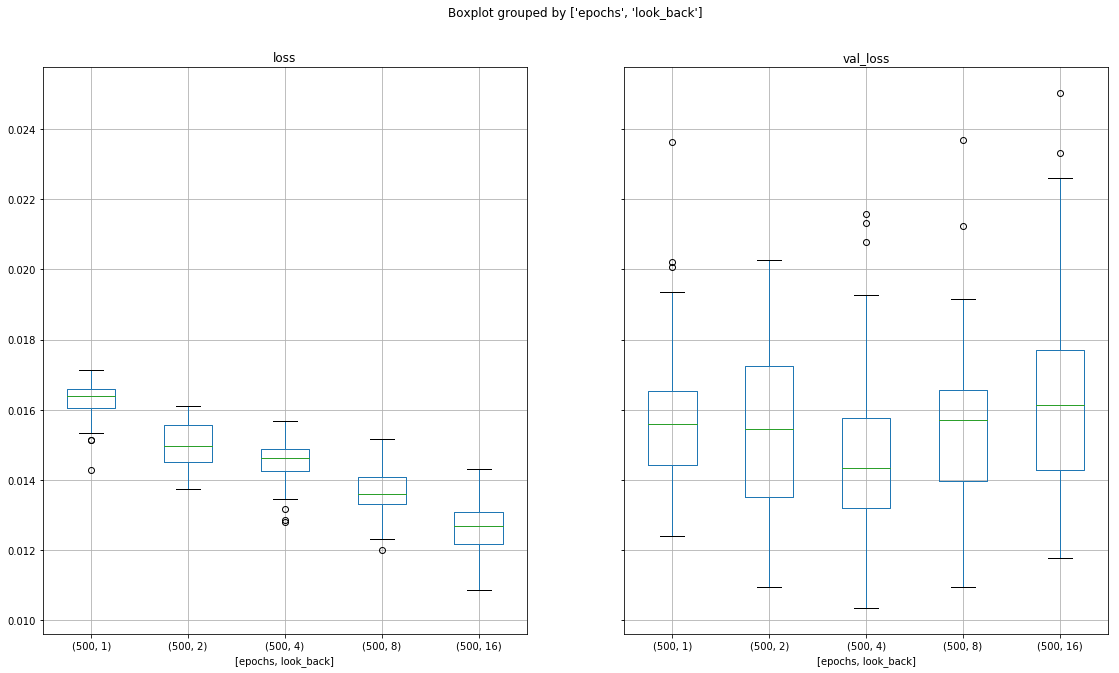 Boxplot grouped by ['epochs', 'look_back']
loss
0.024
0.022
0.020
0.018
0.016
0.014
0.012
0.010
(500, 1) (500, 2) (500, 4) (500, 8) (500, 16)
[epochs, look_back]
val_loss
(500, 1) (500, 2) (500, 4) (500, 8) (500, 16)
[epochs, look_back]